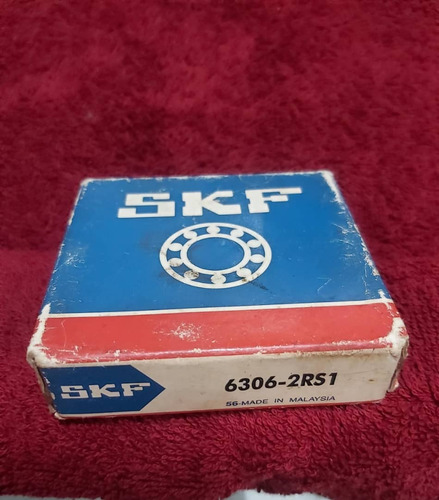 SKF
SKF
6306-2RS1
56-MADE IN MALAYSIA